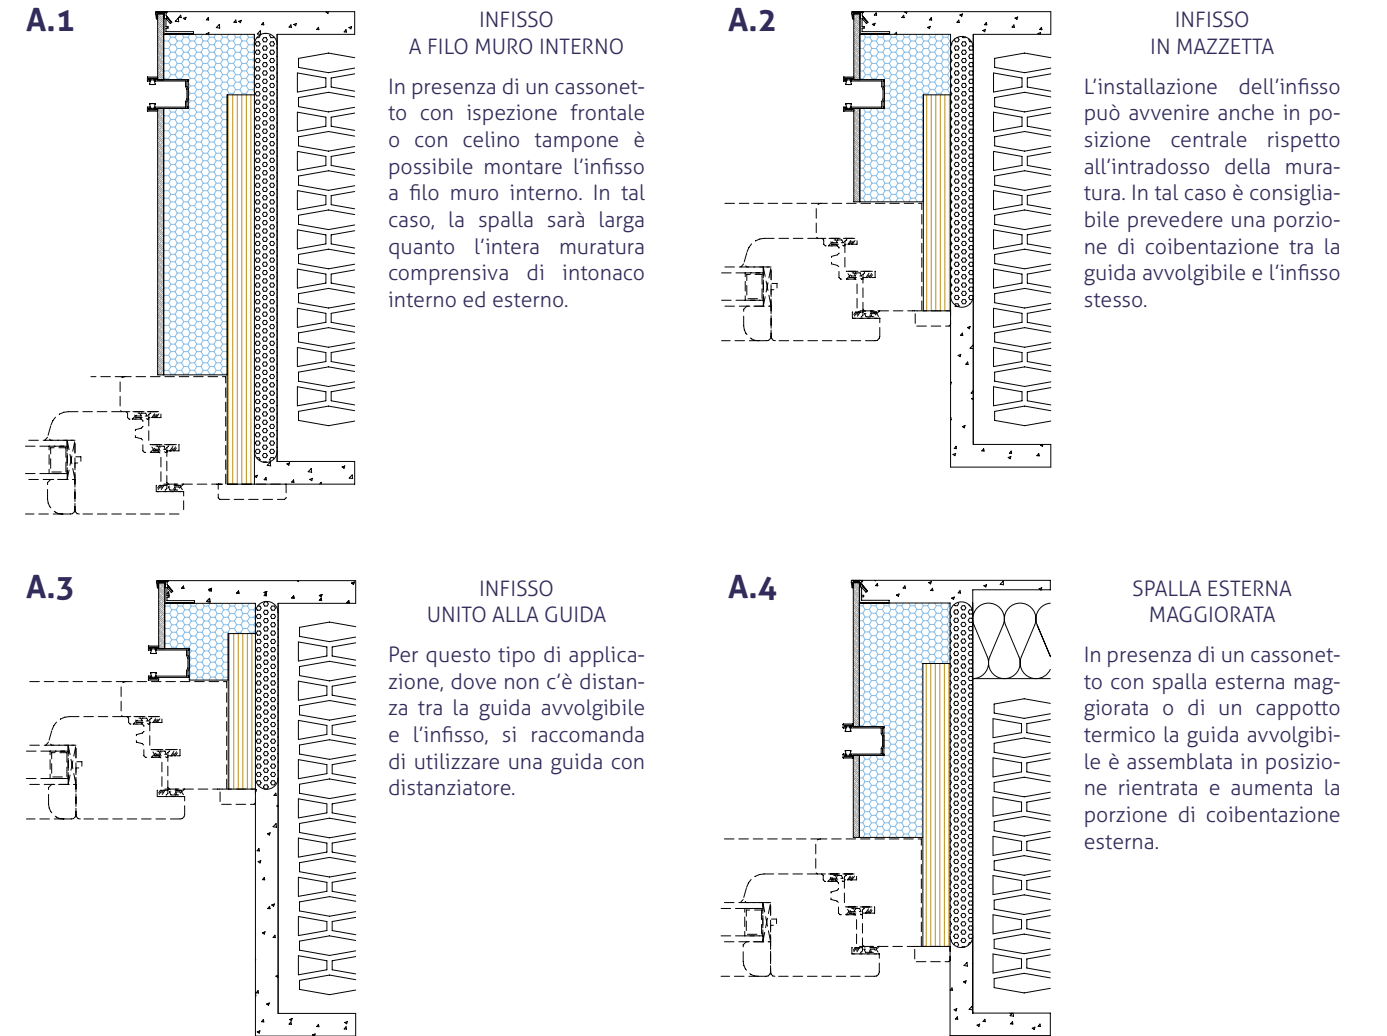 A.1
INFISSO
A FILO MURO INTERNO
In presenza di un cassonet-
to con ispezione frontale
o con celino tampone è
possibile montare l'infisso
a filo muro interno. In tal
caso, la spalla sarà larga
quanto l'intera muratura
comprensiva di intonaco
interno ed esterno.
A.2
INFISSO
IN MAZZETTA
L'installazione dell'infisso
può avvenire anche in po-
sizione centrale rispetto
all'intradosso della mura-
tura. In tal caso è consiglia-
bile prevedere una porzio-
ne di coibentazione tra la
guida avvolgibile e l'infisso
stesso.
A.3
INFISSO
UNITO ALLA GUIDA
Per questo tipo di applica-
zione, dove non c'è distan-
za tra la guida avvolgibile
e l'infisso, si raccomanda
di utilizzare una guida con
distanziatore.
A.4
SPALLA ESTERNA
MAGGIORATA
In presenza di un cassonet-
to con spalla esterna mag-
giorata o di un cappotto
termico la guida avvolgibi-
le è assemblata in posizio-
ne rientrata e aumenta la
porzione di coibentazione
esterna.